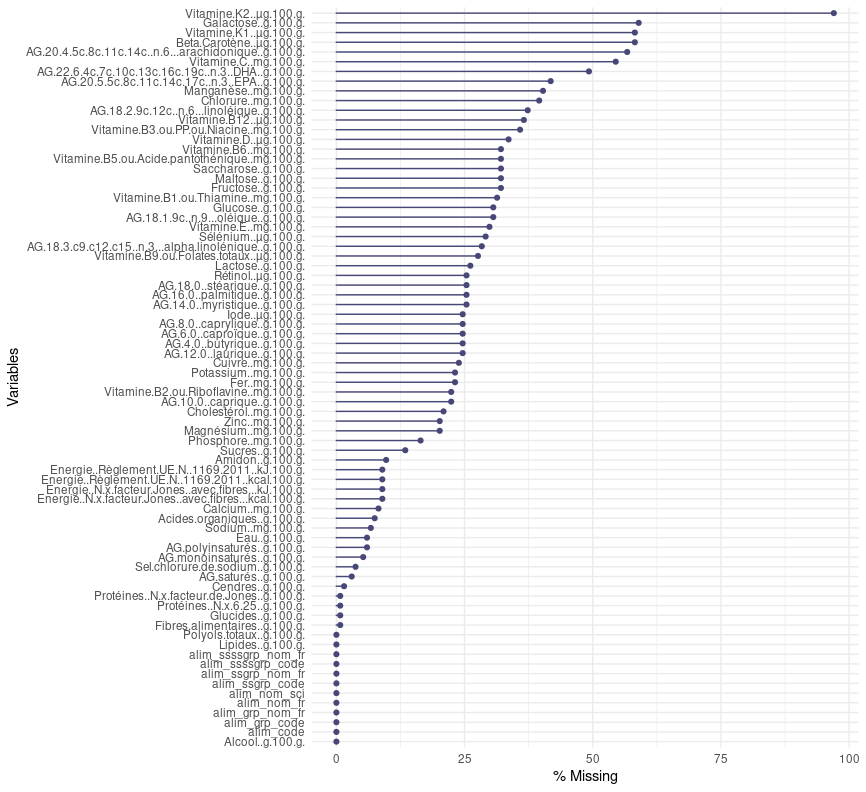 Variables
Vitamine.K2..µg.100.g.
Galactose..g.100.g.
Vitamine.K1..µg.100.g.
Beta.Carotène..µg.100.g.
AG.20.4.5c.8c.11c.14c..n.6...arachidonique..g.100.g.
Vitamine.C..mg.100.g.
AG.22.6.4c.7c.10c.13c.16c.19c..n.3..DHA..g.100.g.
AG.20.5.5c.8c.11c.14c.17c..n.3..EPA..g.100.g.
Manganèse..mg.100.g.
Chlorure..mg.100.g.
AG.18.2.9c.12c..n.6...linoléique..g.100.g.
Vitamine.B12..µg.100.g.
Vitamine.B3.ou.PP.ou.Niacine..mg.100.g.
Vitamine.D..µg.100.g.
Vitamine.B6..mg.100.g.
Vitamine.B5.ou.Acide.pantothénique..mg.100.g.
Saccharose..g.100.g.
Maltose..g.100.g.
Fructose..g.100.g.
Vitamine.B1.ou.Thiamine..mg.100.g.
Glucose..g.100.g.
AG.18.1.9c..n.9...oléique..g.100.g.
Vitamine.E..mg.100.g.
Sélénium..µg.100.g.
AG.18.3.c9.c12.c15..n.3...alpha.linolénique..g.100.g.
Vitamine.B9.ou.Folates.totaux..µg.100.g.
Lactose..g.100.g.
Rétinol..µg.100.g.
AG.18.0..stéarique..g.100.g.
AG.16.0..palmitique..g.100.g.
AG.14.0..myristique..g.100.g.
Iode..µg.100.g.
AG.8.0..caprylique..g.100.g.
AG.6.0..caproïque..g.100.g.
AG.4.0..butyrique..g.100.g.
AG.12.0..laurique..g.100.g.
Cuivre..mg.100.g.
Potassium..mg.100.g.
Fer..mg.100.g.
Vitamine.B2.ou.Riboflavine..mg.100.g.
AG.10.0..caprique..g.100.g.
Cholestérol..mg.100.g.
Zinc..mg.100.g.
Magnésium..mg.100.g.
Phosphore..mg.100.g.
Sucres..g.100.g.
Amidon..g.100.g.
Energie..Règlement.UE.N..1169.2011..kJ.100.g.
Energie..Règlement.UE.N..1169.2011..kcal.100.g.
Energie..N.x.facteur.Jones..avec.fibres...kJ.100.g.
Energie..N.x.facteur.Jones..avec.fibres...kcal.100.g.
Calcium..mg.100.g.
Acides.organiques..g.100.g.
Sodium..mg.100.g.
Eau..g.100.g.
AG.polyinsaturés..g.100.g.
AG.monoinsaturés..g.100.g.
Sel.chlorure.de.sodium..g.100.g.
AG.saturés..g.100.g.
Cendres..g.100.g.
Protéines..N.x.facteur.de.Jones..g.100.g.
Protéines..N.x.6.25..g.100.g.
Glucides..g.100.g.
Fibres.alimentaires..g.100.g.
Polyols.totaux..g.100.g.
Lipides..g.100.g.
alim_ssssgrp_nom_fr
alim_ssssgrp_code
alim_ssgrp_nom_fr
alim_ssgrp_code
alim_nom_sci
alim_nom_fr
alim_grp_nom_fr
alim_grp_code
alim_code
Alcool..g.100.g.
0 25 50 75 100
% Missing